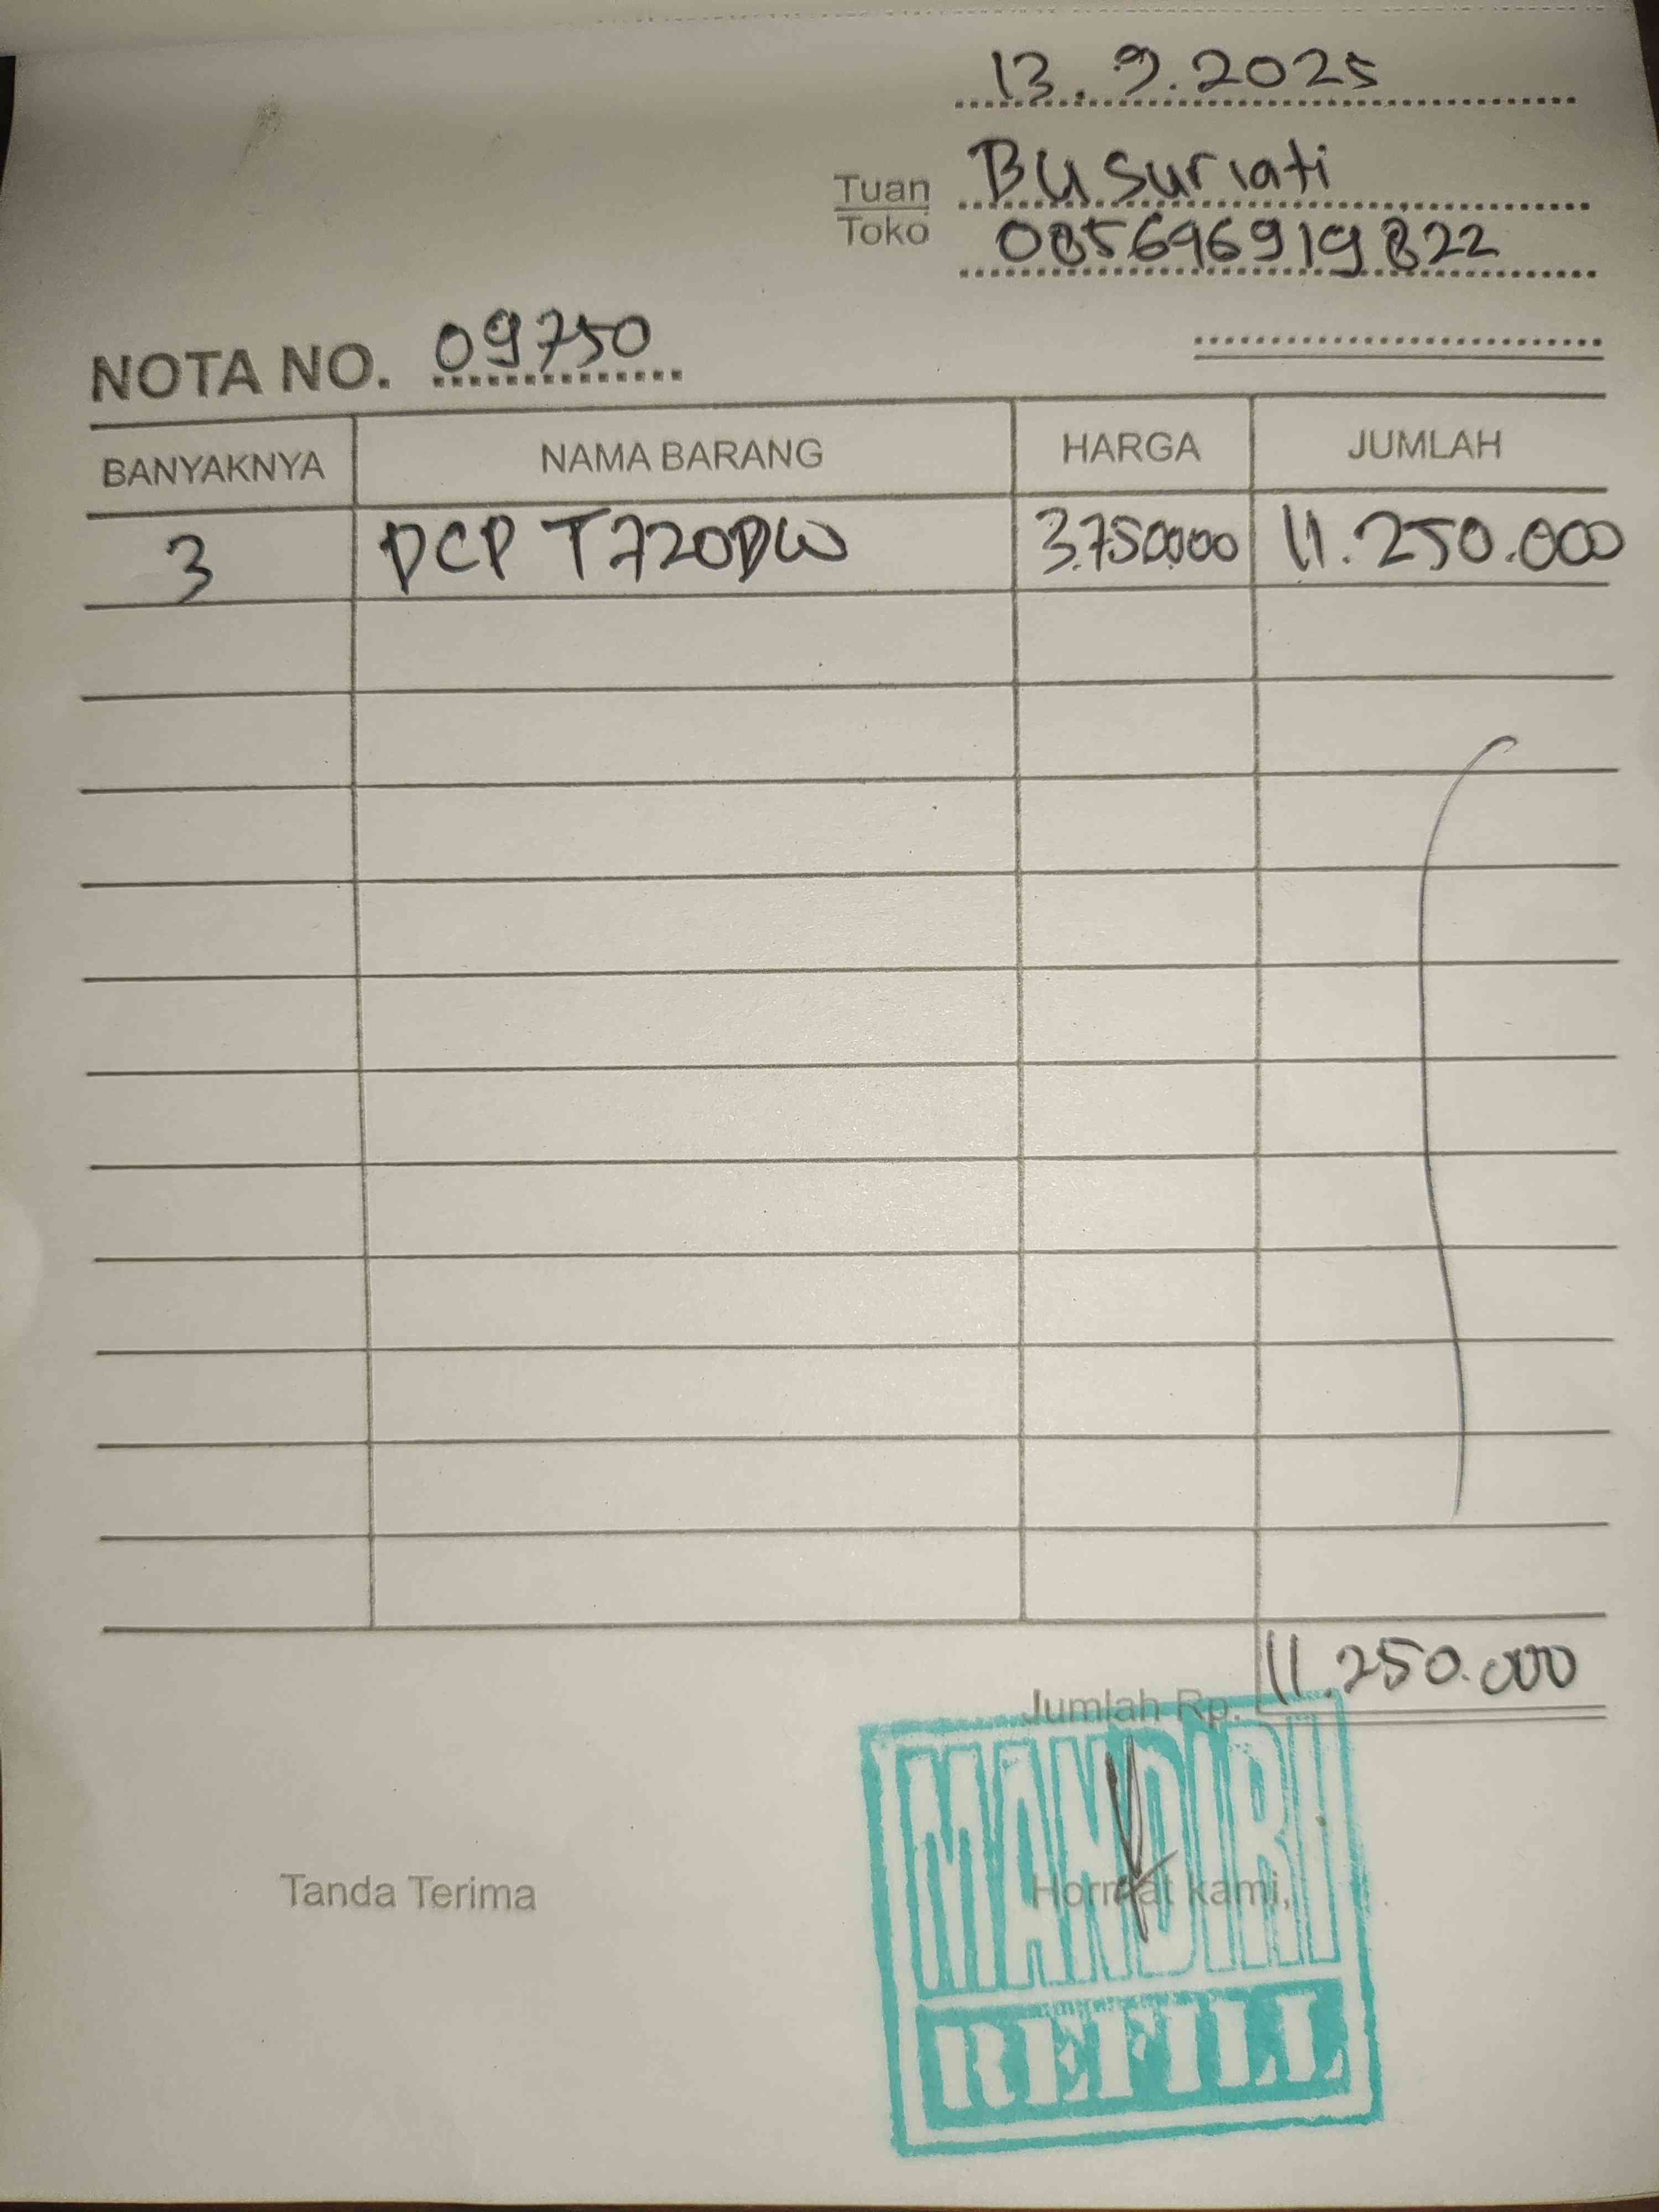 13.9.2025
Tuan Bu Suriati
Toko 085696919822
NOTA NO. 09750
BANYAKNYA NAMA BARANG HARGA JUMLAH
3 DCP T720DW 3.750.000 11.250.000
Jumlah Rp. 11.250.000
Tanda Terima Hormat kami,
MANDIRI
REFILL